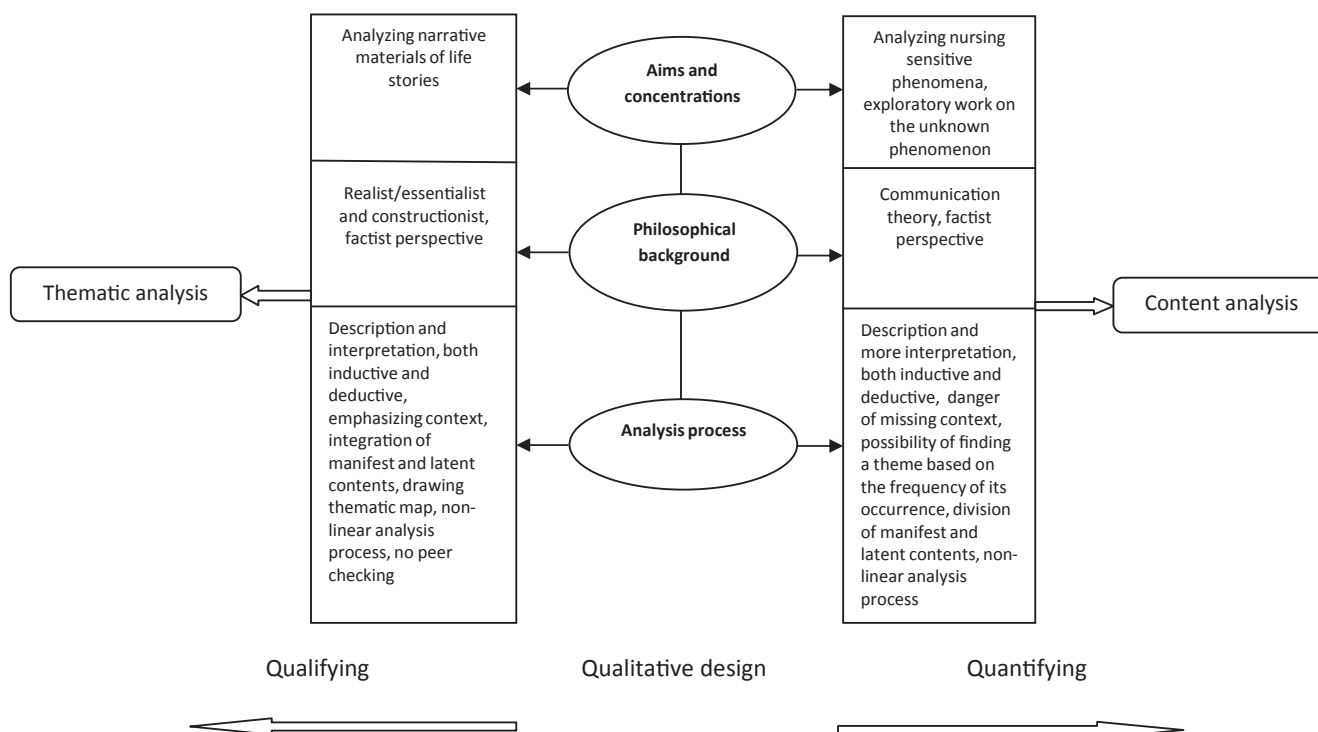 Analyzing narrative
materials of life
stories
Aims and
concentrations
Analyzing nursing
sensitive
phenomena,
exploratory work on
the unknown
phenomenon
Realist/essentialist
and constructionist,
factist perspective
Philosophical
background
Communication
theory, factist
perspective
Thematic analysis
Content analysis
Description and
interpretation, both
inductive and
deductive,
emphasizing context,
integration of
manifest and latent
contents, drawing
thematic map, non-
linear analysis
process, no peer
checking
Analysis process
Description and
more interpretation,
both inductive and
deductive, danger
of missing context,
possibility of finding
a theme based on
the frequency of its
occurrence, division
of manifest and
latent contents, non-
linear analysis
process
Qualifying
Qualitative design
Quantifying